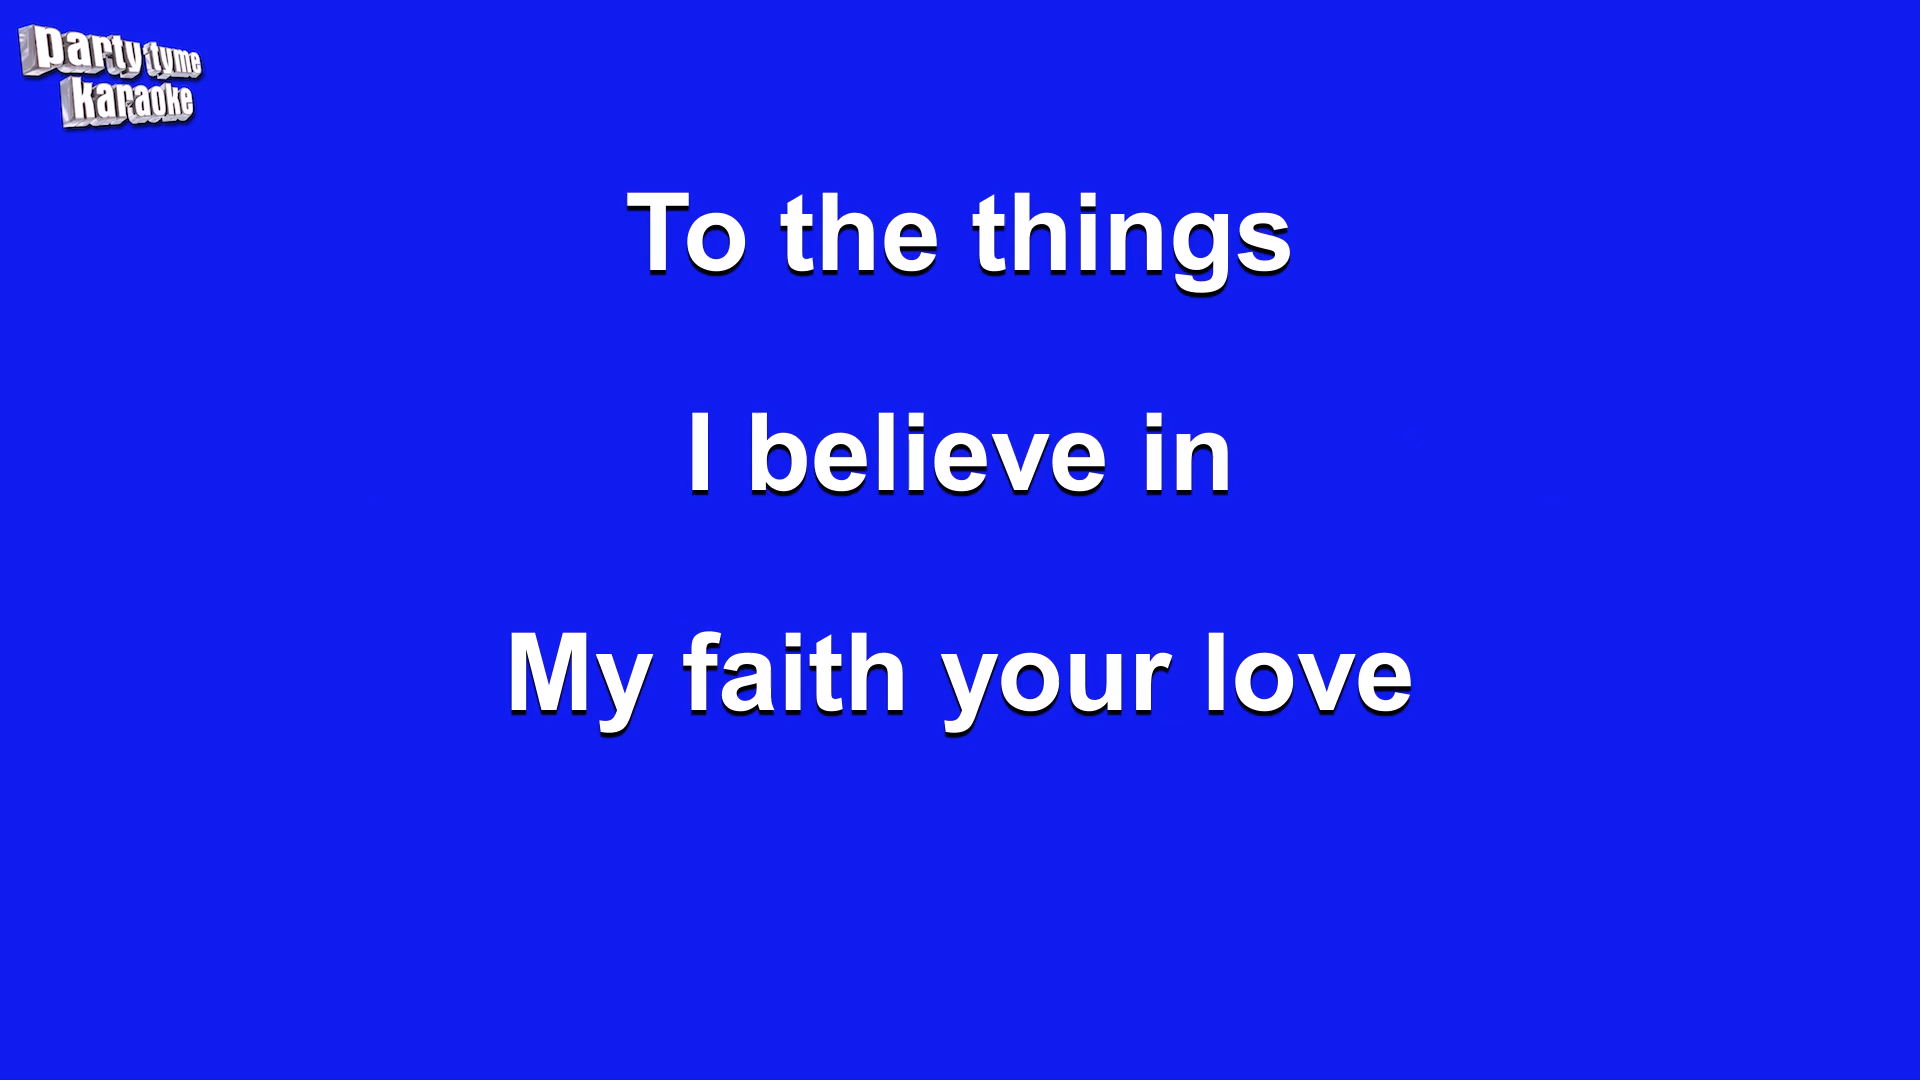 party tyme
karaoke
To the things
I believe in
My faith your love